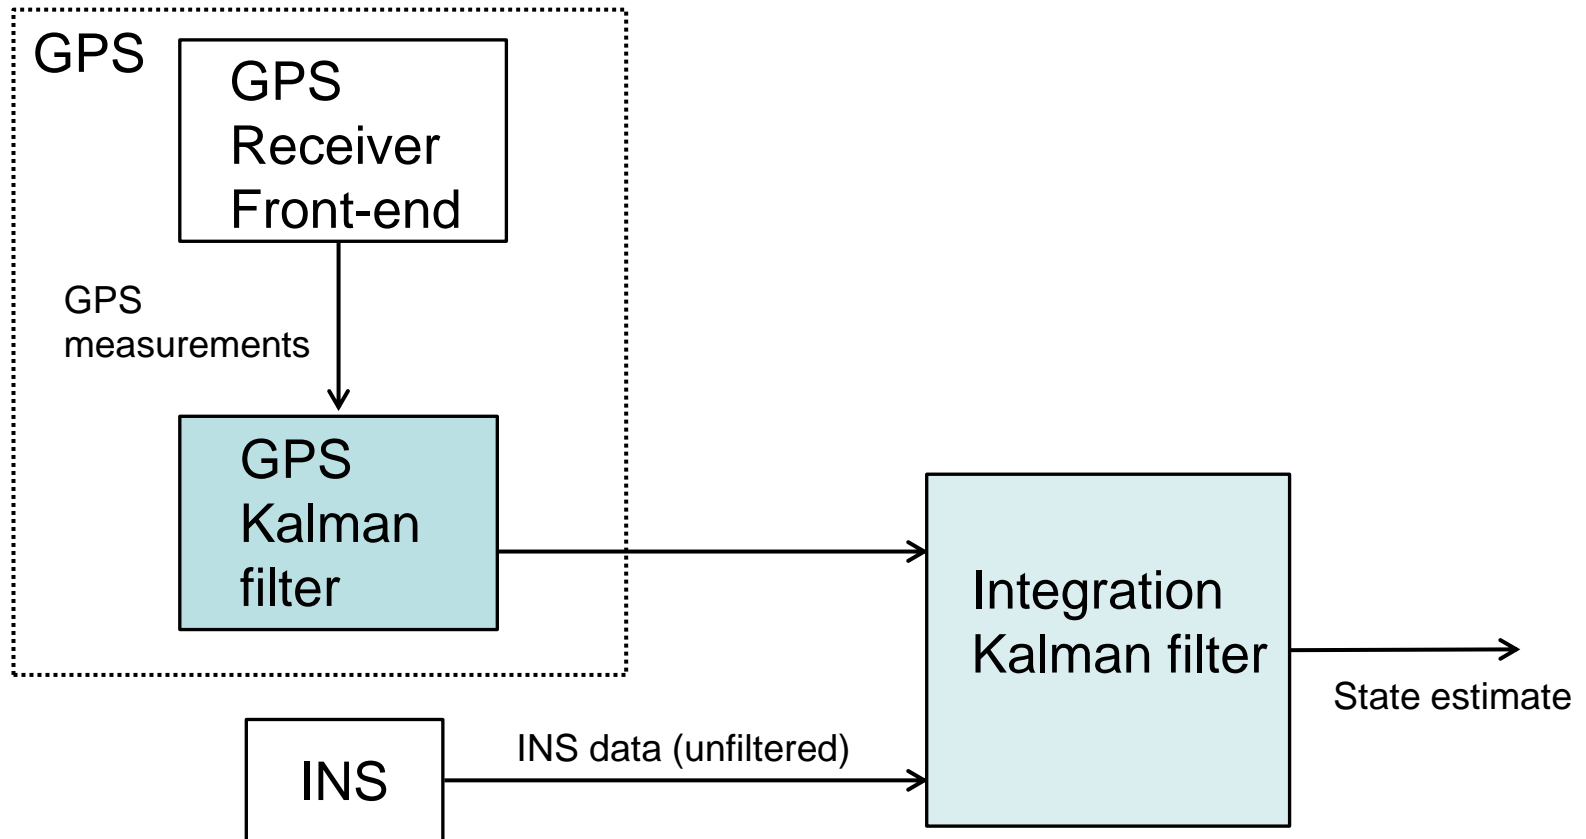 GPS
GPS
Receiver
Front-end
GPS
measurements
GPS
Kalman
filter
Integration
Kalman filter
State estimate
INS data (unfiltered)
INS